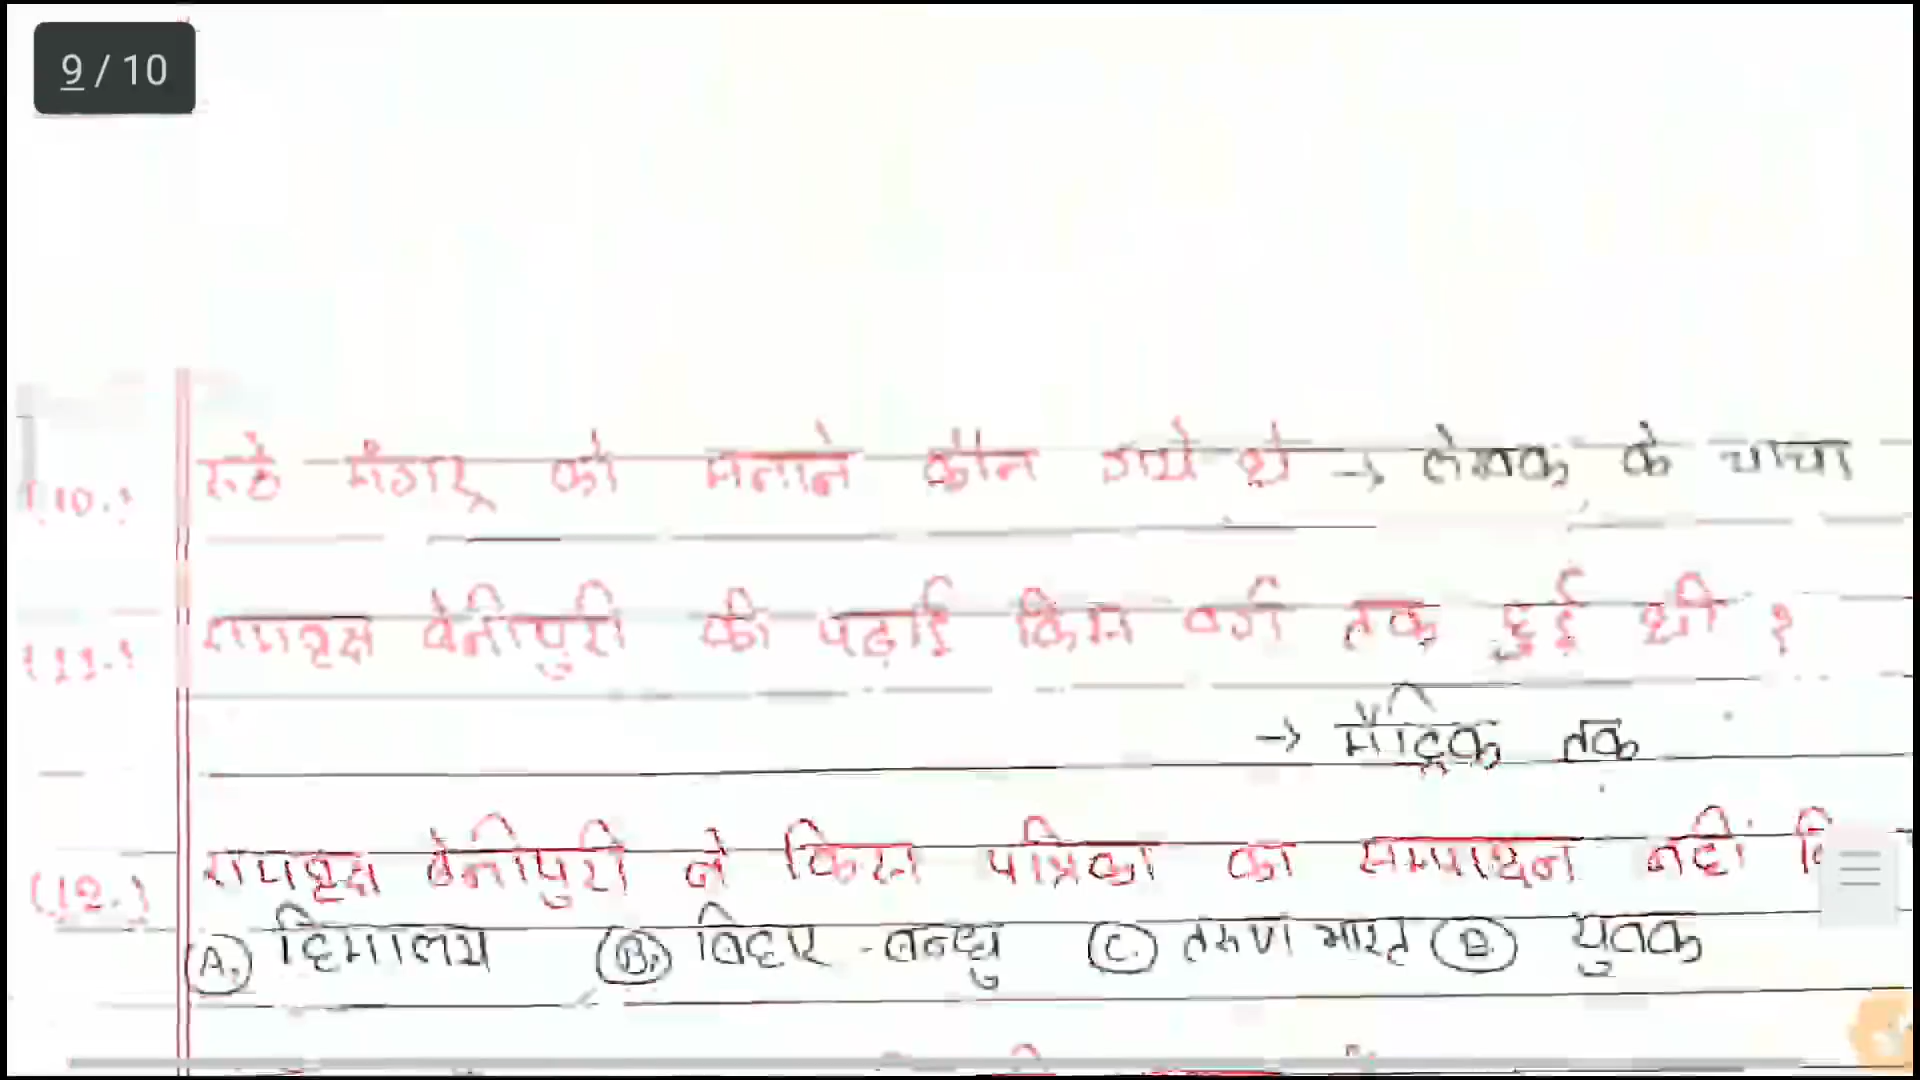 9 / 10
(10.) रुठे मंगर को मनाने कौन गये थे → लेखक के चाचा
(11.) रामवृक्ष बेनीपुरी की पढ़ाई किस वर्ग तक हुई थी ?
→ मैट्रिक तक
(12.) रामवृक्ष बेनीपुरी ने किस पत्रिका का सम्पादन नहीं
(A.) हिमालय (B.) बिहार - बन्धु (C.) तरुण भारत (D.) युवक